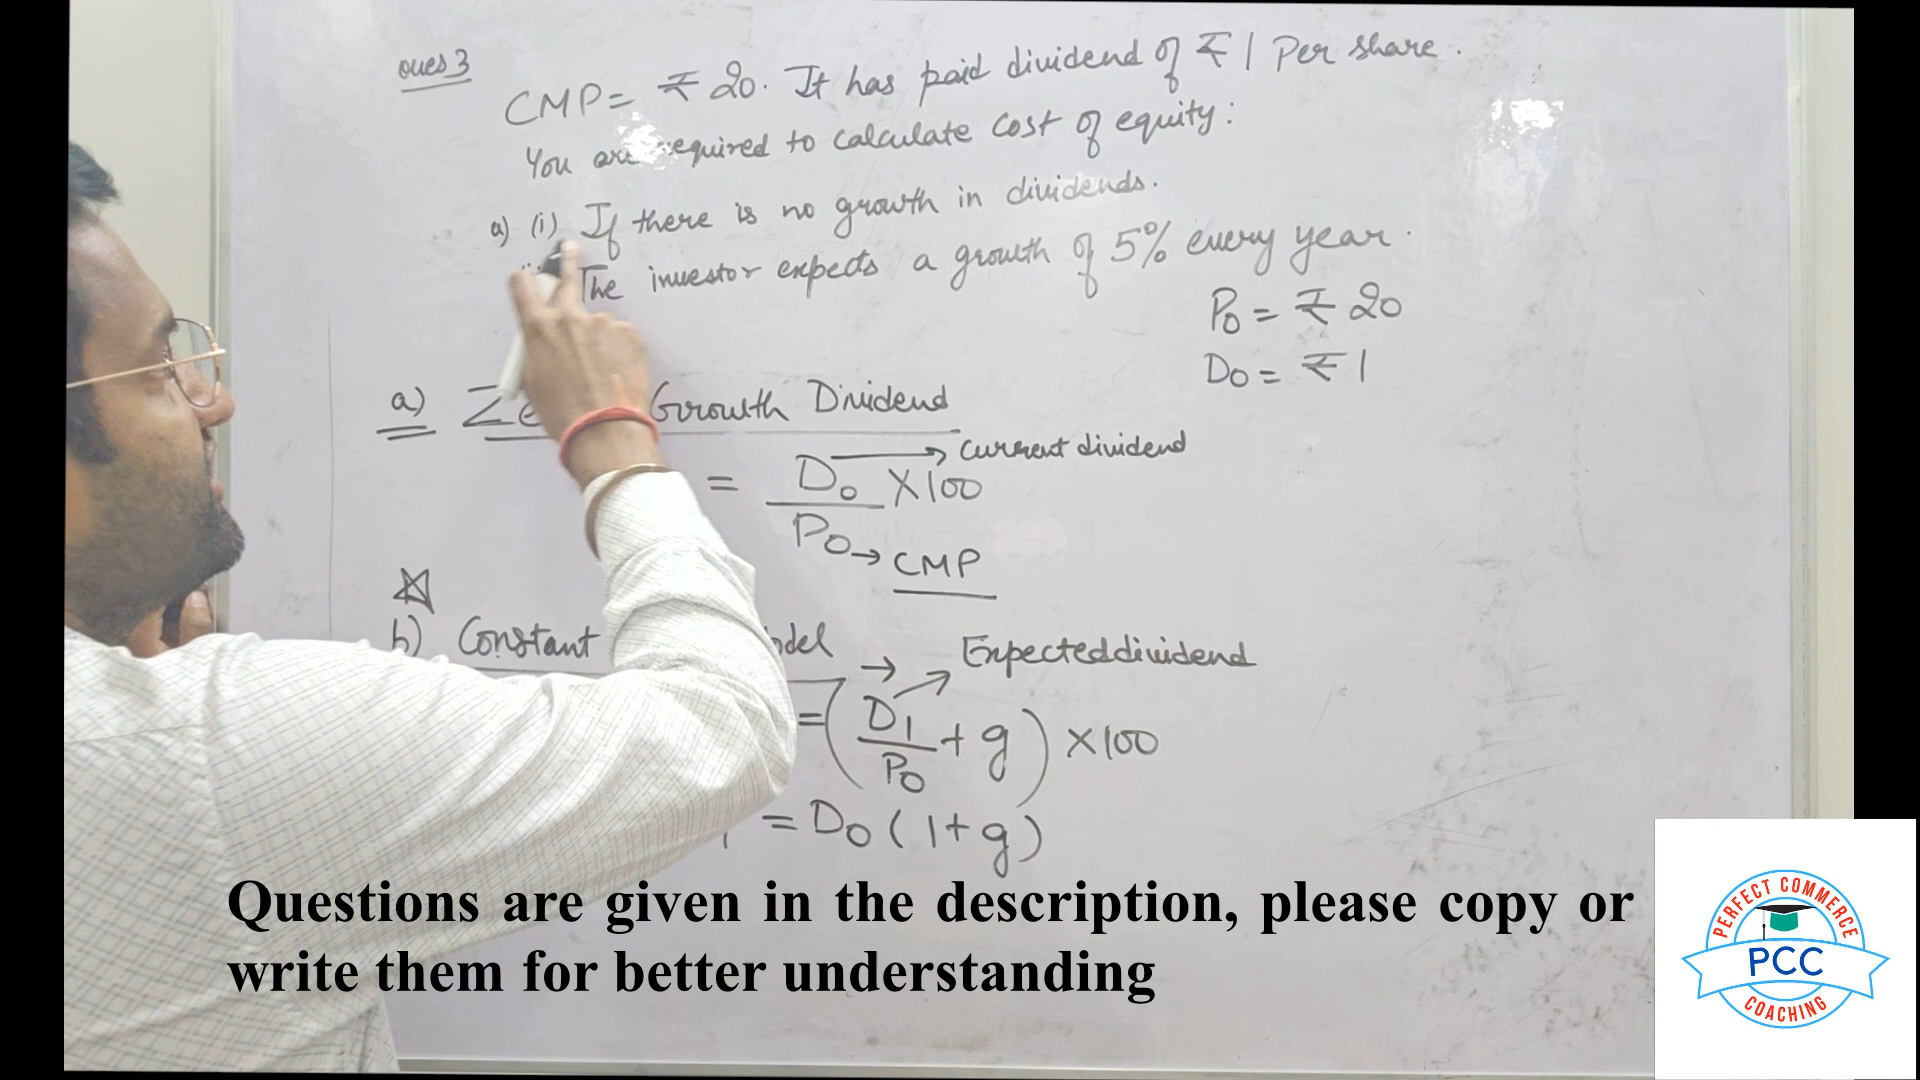 Ques 3
CMP = ₹ 20. It has paid dividend of ₹ 1 Per share.
You are required to calculate cost of equity:
a) (i) If there is no growth in dividends.
The investor expects a growth of 5% every year.
P0 = ₹ 20
D0 = ₹ 1
a) Growth Dividend
= D0/P0 × 100
→ Current dividend
→ CMP
b) Constant
→ Expected dividend
= (D1/P0 + g) × 100
= D0 (1 + g)
Questions are given in the description, please copy or
write them for better understanding
PERFECT COMMERCE
PCC
COACHING